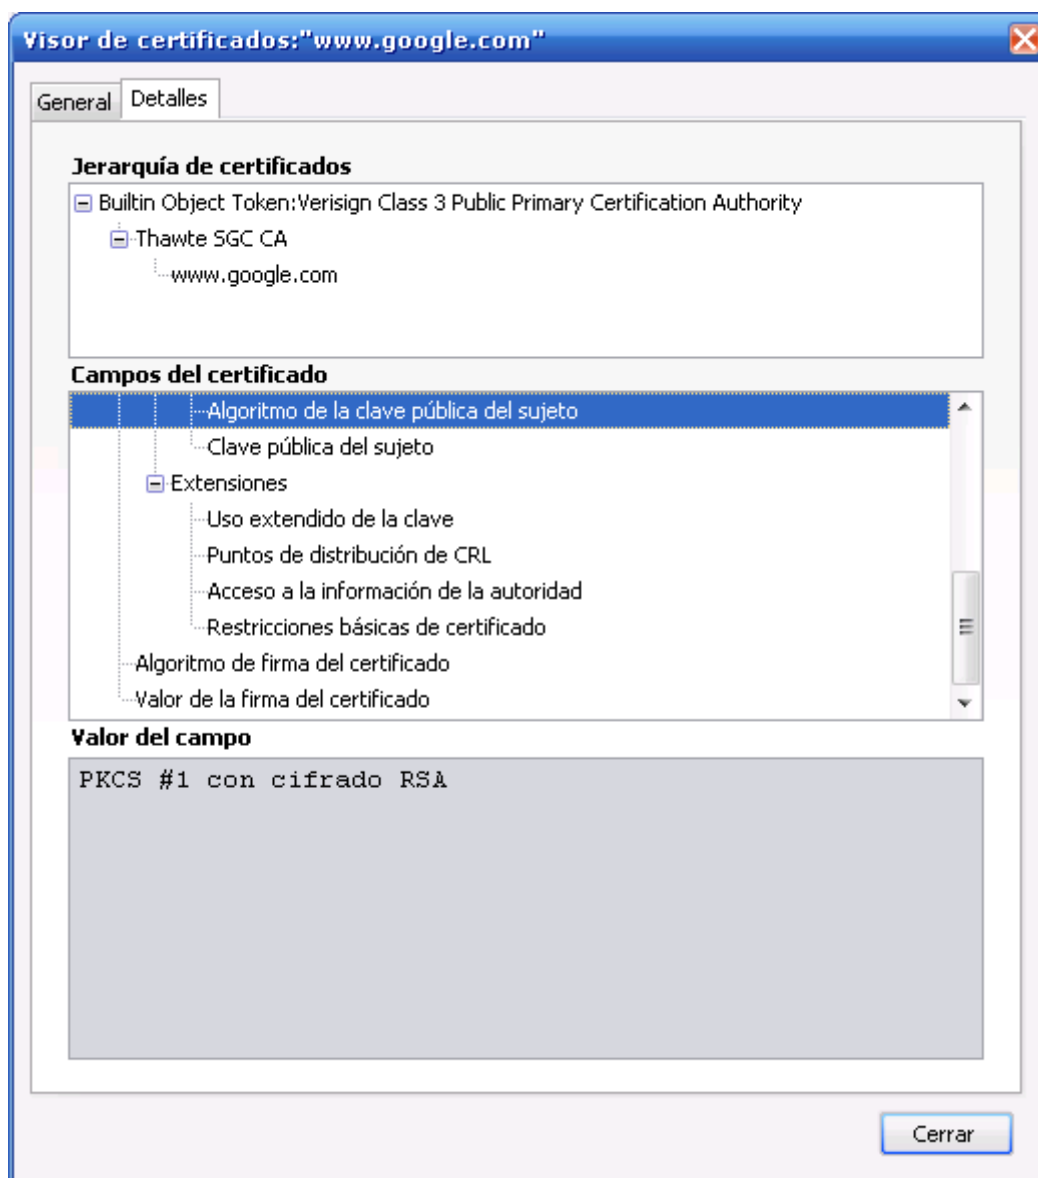 Visor de certificados:"www.google.com"
General
Detalles
Jerarquía de certificados
Builtin Object Token:Verisign Class 3 Public Primary Certification Authority
Thawte SGC CA
www.google.com
Campos del certificado
Algoritmo de la clave pública del sujeto
Clave pública del sujeto
Extensiones
Uso extendido de la clave
Puntos de distribución de CRL
Acceso a la información de la autoridad
Restricciones básicas de certificado
Algoritmo de firma del certificado
Valor de la firma del certificado
Valor del campo
PKCS #1 con cifrado RSA
Cerrar